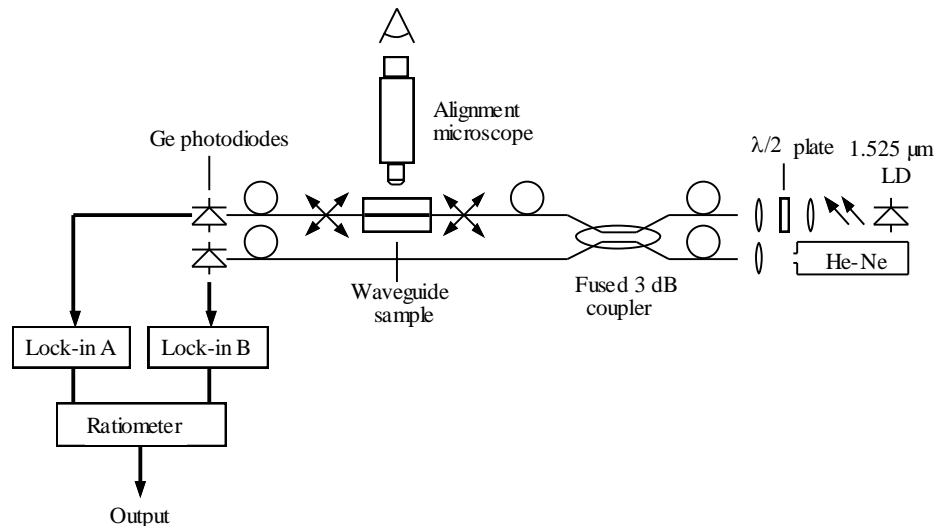 Alignment
microscope
Ge photodiodes
λ/2 plate
1.525 μm
LD
He-Ne
Waveguide
sample
Fused 3 dB
coupler
Lock-in A
Lock-in B
Ratiometer
Output